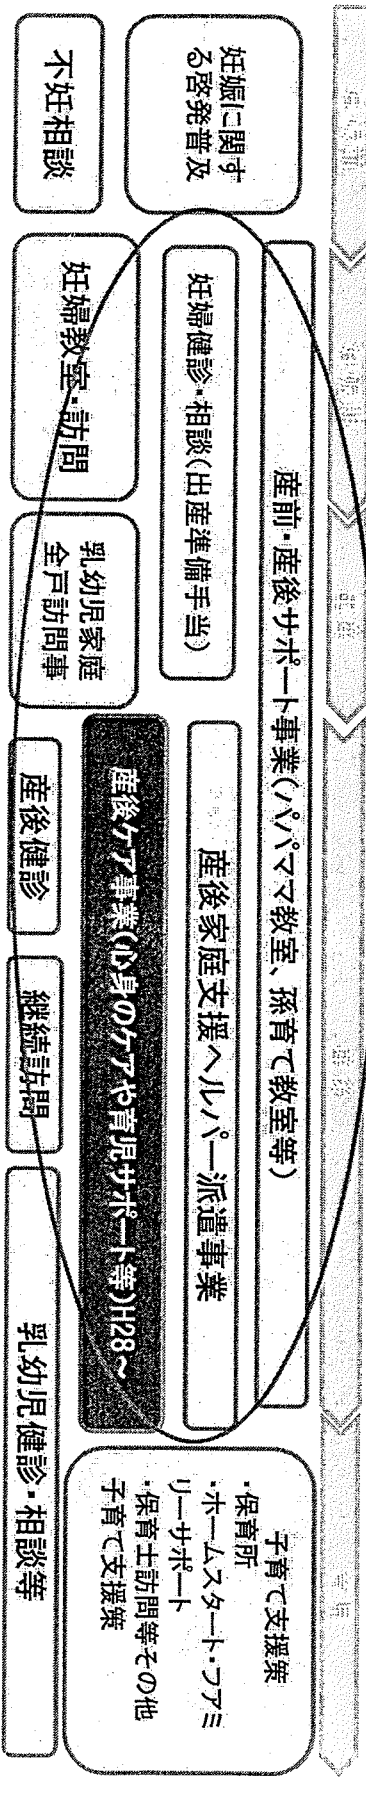 妊娠に関す
る啓発普及
不妊相談
産前・産後サポート事業(パパママ教室、孫育て教室等)
妊婦健診・相談(出産準備手当)
妊婦教室・訪問
乳幼児家庭
全戸訪問事
産後家庭支援ヘルパー派遣事業
産後ケア事業(心身のケアや育児サポート等)H28~
産後健診
継続訪問
子育て支援策
・保育所
・ホームスタート・ファミ
リーサポート
・保育士訪問等その他
子育て支援策
乳幼児健診・相談等